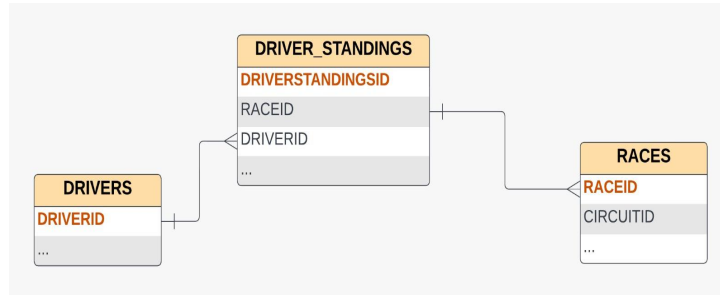 DRIVER_STANDINGS
DRIVERSTANDINGSID
RACEID
DRIVERID
...
DRIVERS
DRIVERID
...
RACES
RACEID
CIRCUITID
...